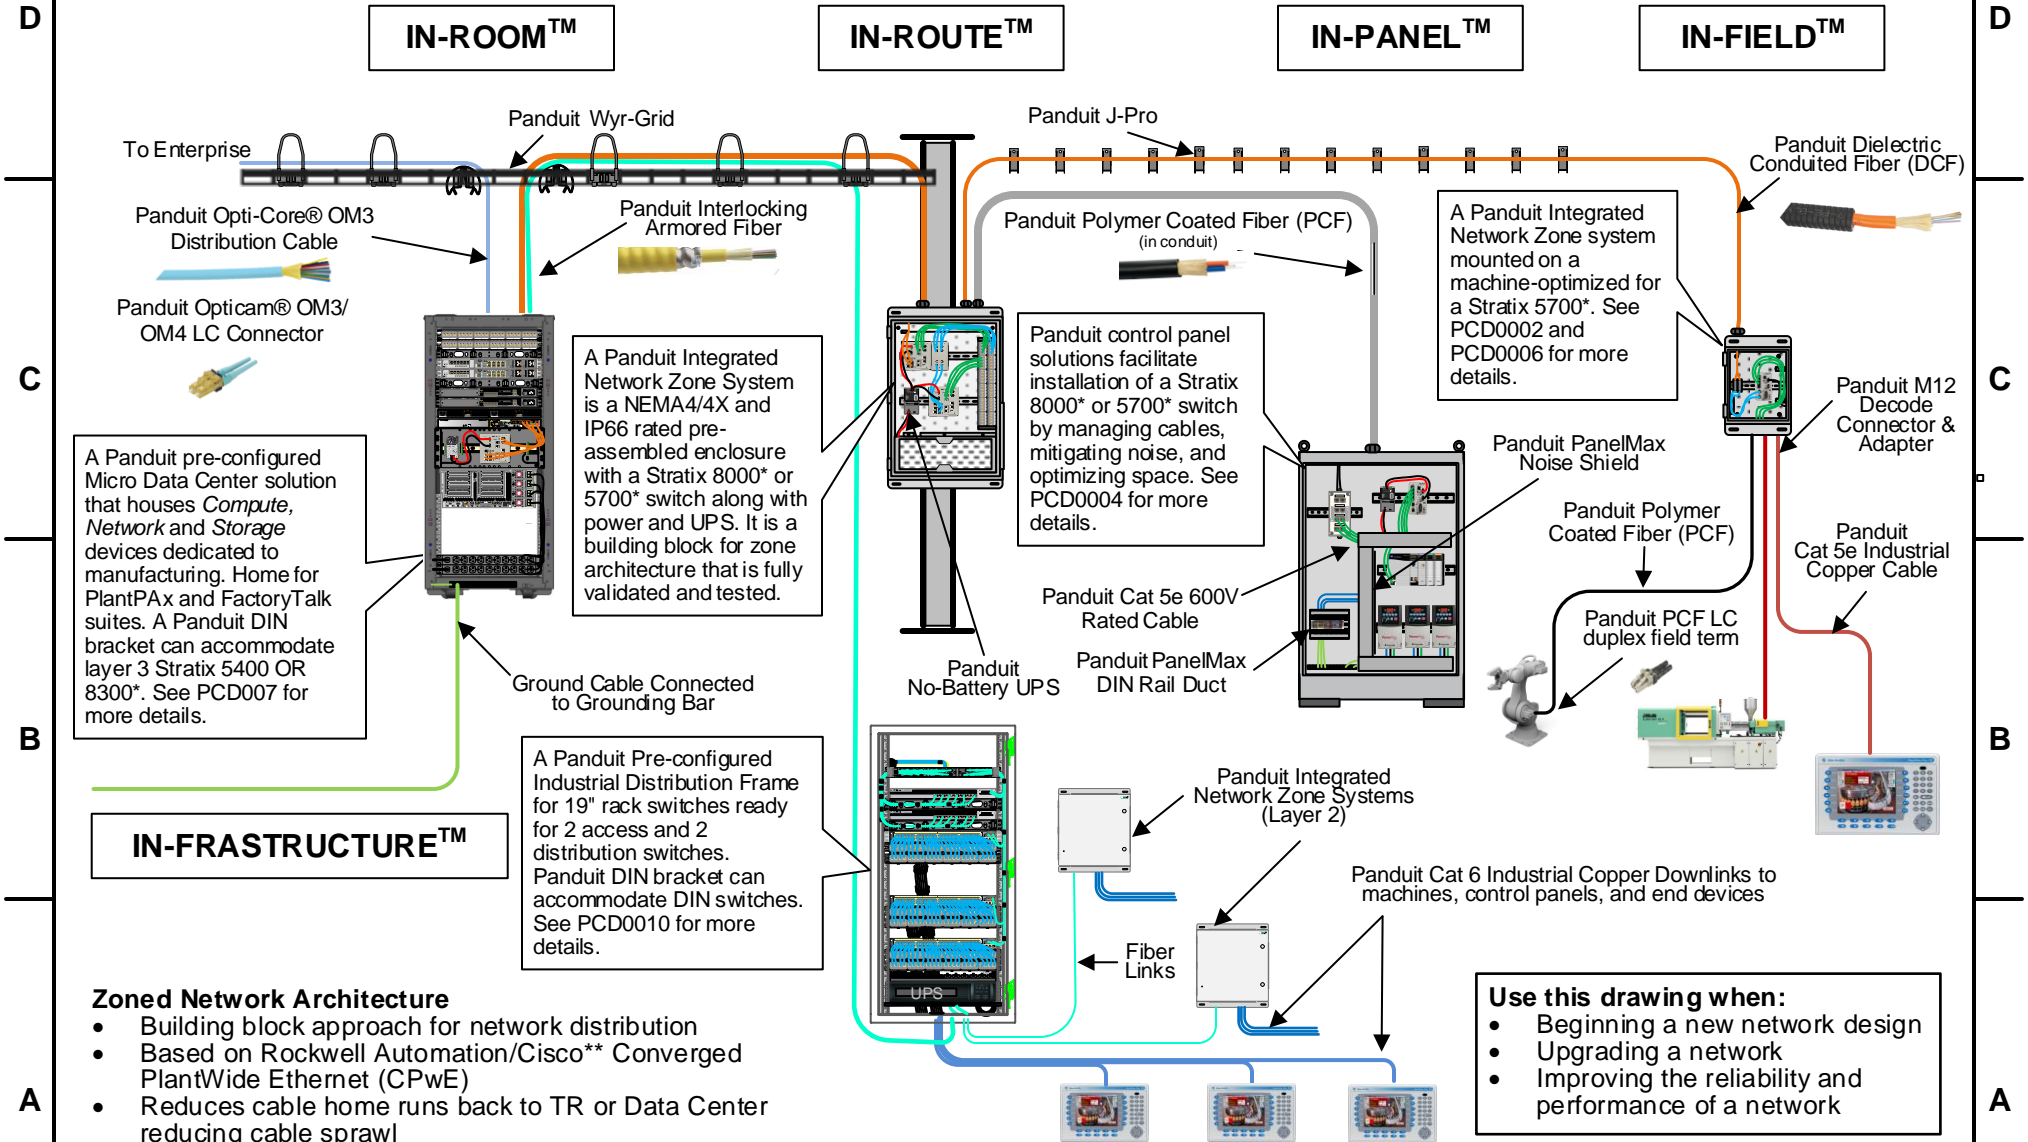 D
IN-ROOM™
IN-ROUTE™
IN-PANEL™
IN-FIELD™
D
Panduit Wyr-Grid
Panduit J-Pro
To Enterprise
Panduit Dielectric
Conduited Fiber (DCF)
Panduit Opti-Core® OM3
Distribution Cable
Panduit Interlocking
Armored Fiber
Panduit Polymer Coated Fiber (PCF)
(in conduit)
A Panduit Integrated
Network Zone system
mounted on a
machine-optimized for
a Stratix 5700*. See
PCD0002 and
PCD0006 for more
details.
Panduit Opticam® OM3/
OM4 LC Connector
C
A Panduit Integrated
Network Zone System
is a NEMA4/4X and
IP66 rated pre-
assembled enclosure
with a Stratix 8000* or
5700* switch along with
power and UPS. It is a
building block for zone
architecture that is fully
validated and tested.
Panduit control panel
solutions facilitate
installation of a Stratix
8000* or 5700* switch
by managing cables,
mitigating noise, and
optimizing space. See
PCD0004 for more
details.
Panduit M12
Decode
Connector &
Adapter
C
A Panduit pre-configured
Micro Data Center solution
that houses Compute,
Network and Storage
devices dedicated to
manufacturing. Home for
PlantPAx and FactoryTalk
suites. A Panduit DIN
bracket can accommodate
layer 3 Stratix 5400 OR
8300*. See PCD007 for
more details.
Panduit PanelMax
Noise Shield
Panduit Polymer
Coated Fiber (PCF)
Panduit
Cat 5e Industrial
Copper Cable
Panduit Cat 5e 600V
Rated Cable
Panduit PCF LC
duplex field term
Panduit
No-Battery UPS
Panduit PanelMax
DIN Rail Duct
Ground Cable Connected
to Grounding Bar
B
A Panduit Pre-configured
Industrial Distribution Frame
for 19" rack switches ready
for 2 access and 2
distribution switches.
Panduit DIN bracket can
accommodate DIN switches.
See PCD0010 for more
details.
Panduit Integrated
Network Zone Systems
(Layer 2)
B
IN-FRASTRUCTURE™
Panduit Cat 6 Industrial Copper Downlinks to
machines, control panels, and end devices
Fiber
Links
UPS
Zoned Network Architecture
• Building block approach for network distribution
• Based on Rockwell Automation/Cisco** Converged
PlantWide Ethernet (CPwE)
• Reduces cable home runs back to TR or Data Center
reducing cable sprawl
Use this drawing when:
• Beginning a new network design
• Upgrading a network
• Improving the reliability and
performance of a network
A
A